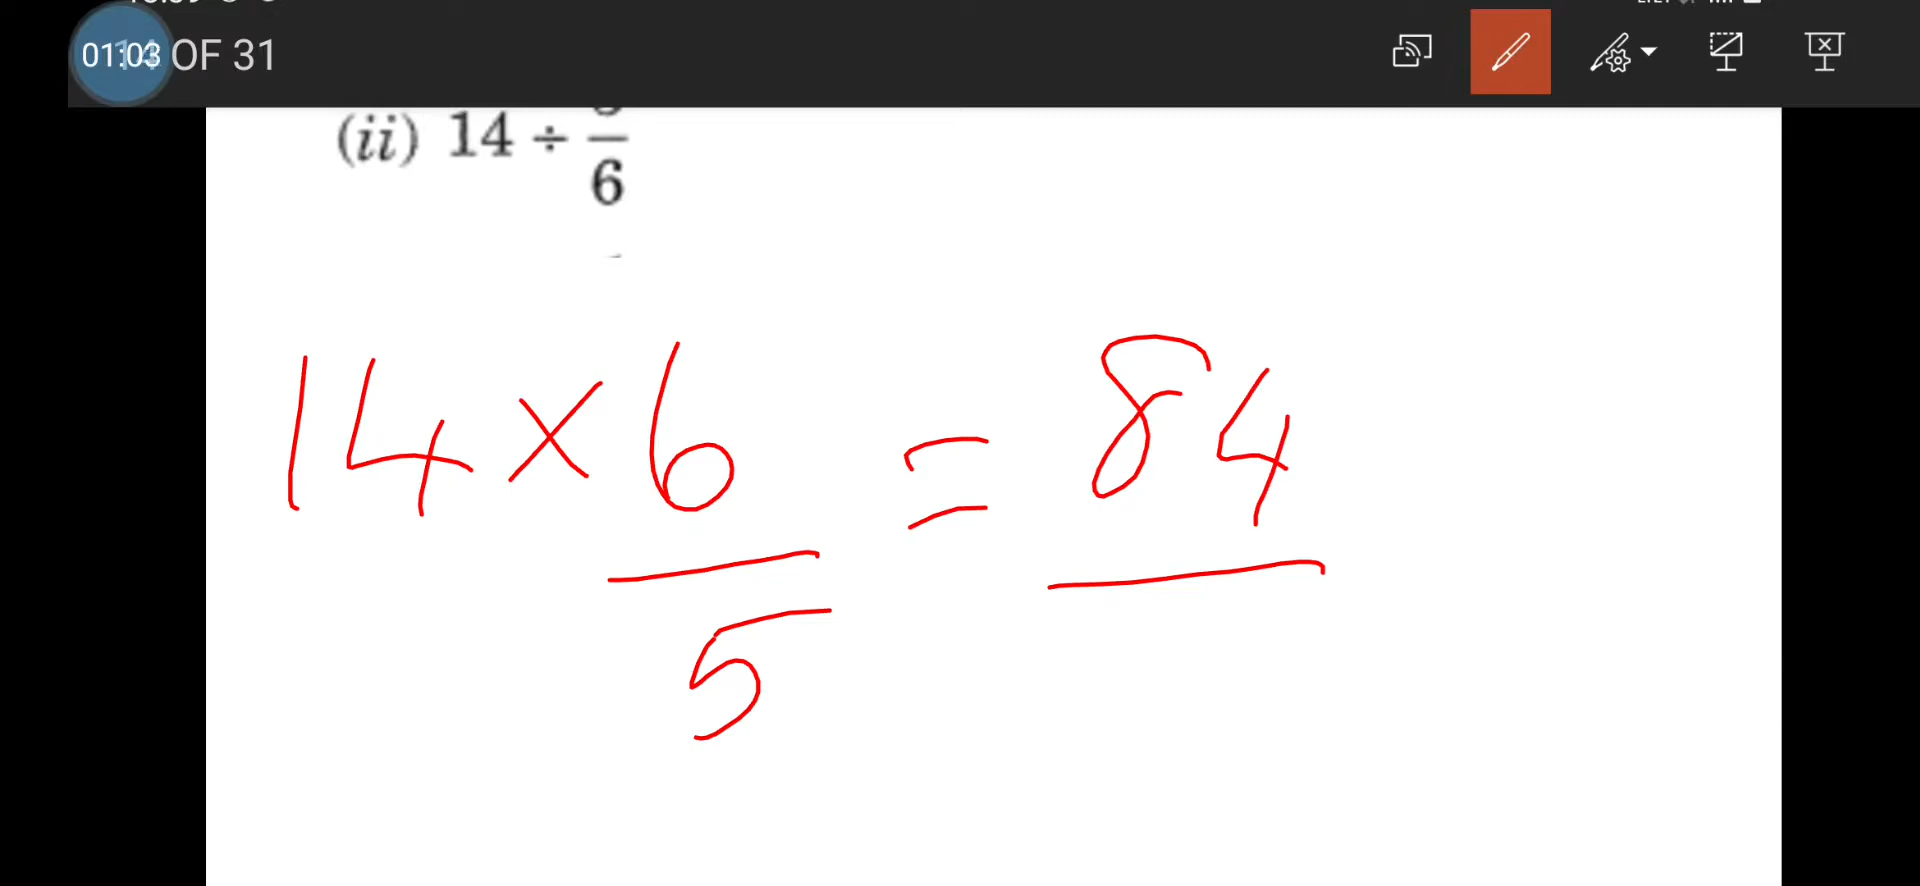 01:03 OF 31
(ii) 14 ÷ —
6
14 × 6 = 84
5